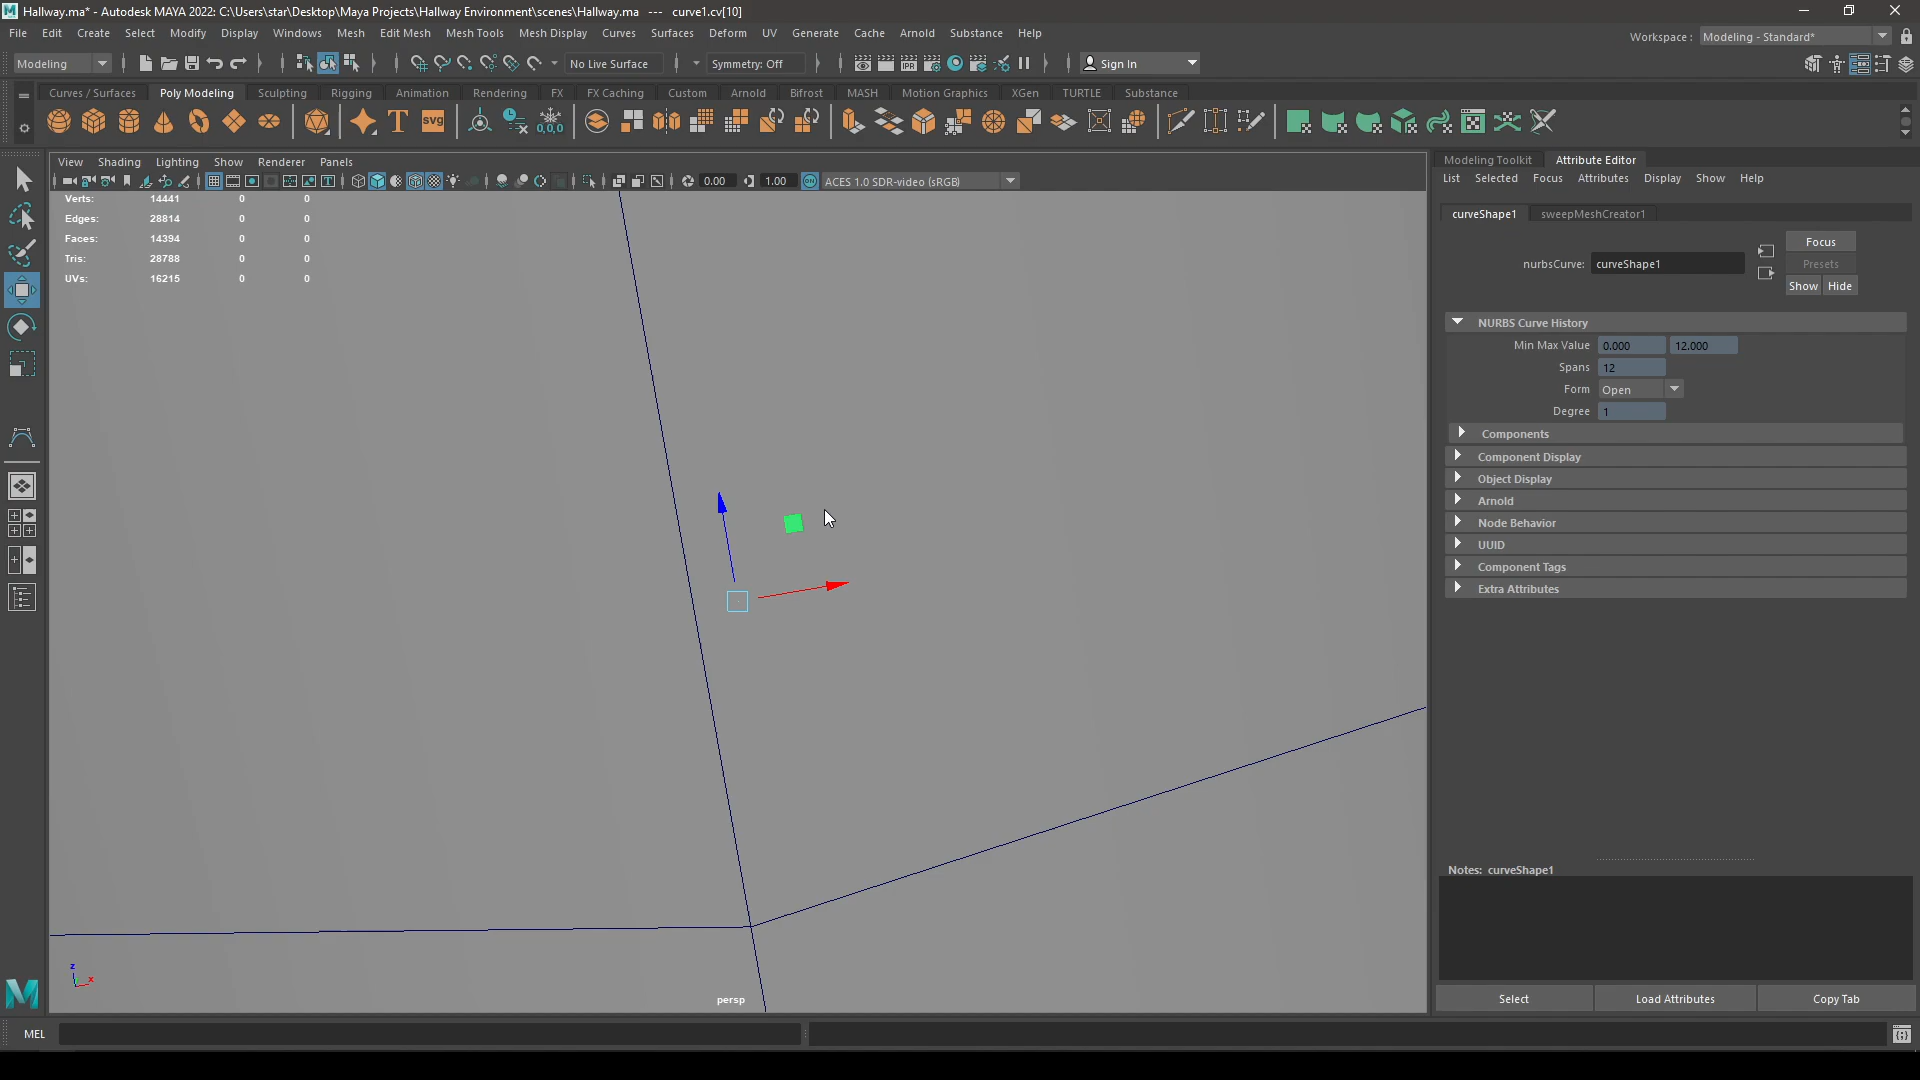 Hallway.ma* - Autodesk MAYA 2022: C:\Users\star\Desktop\Maya Projects\Hallway Environment\scenes\Hallway.ma --- curve1.cv[10]
File Edit Create Select Modify Display Windows Mesh Edit Mesh Mesh Tools Mesh Display Curves Surfaces Deform UV Generate Cache Arnold Substance Help Workspace : Modeling - Standard*
Modeling No Live Surface Symmetry: Off IPR Sign In
Curves / Surfaces Poly Modeling Sculpting Rigging Animation Rendering FX FX Caching Custom Arnold Bifrost MASH Motion Graphics XGen TURTLE Substance
T svg 0,0,0
View Shading Lighting Show Renderer Panels
0.00 1.00 ON ACES 1.0 SDR-video (sRGB)
Verts: 14441 0 0
Edges: 28814 0 0
Faces: 14394 0 0
Tris: 28788 0 0
UVs: 16215 0 0
z
x
persp
Modeling Toolkit Attribute Editor
List Selected Focus Attributes Display Show Help
curveShape1 sweepMeshCreator1
nurbsCurve: curveShape1
Focus
Presets
Show Hide
NURBS Curve History
Min Max Value 0.000 12.000
Spans 12
Form Open
Degree 1
Components
Component Display
Object Display
Arnold
Node Behavior
UUID
Component Tags
Extra Attributes
Notes: curveShape1
Select Load Attributes Copy Tab
M
MEL